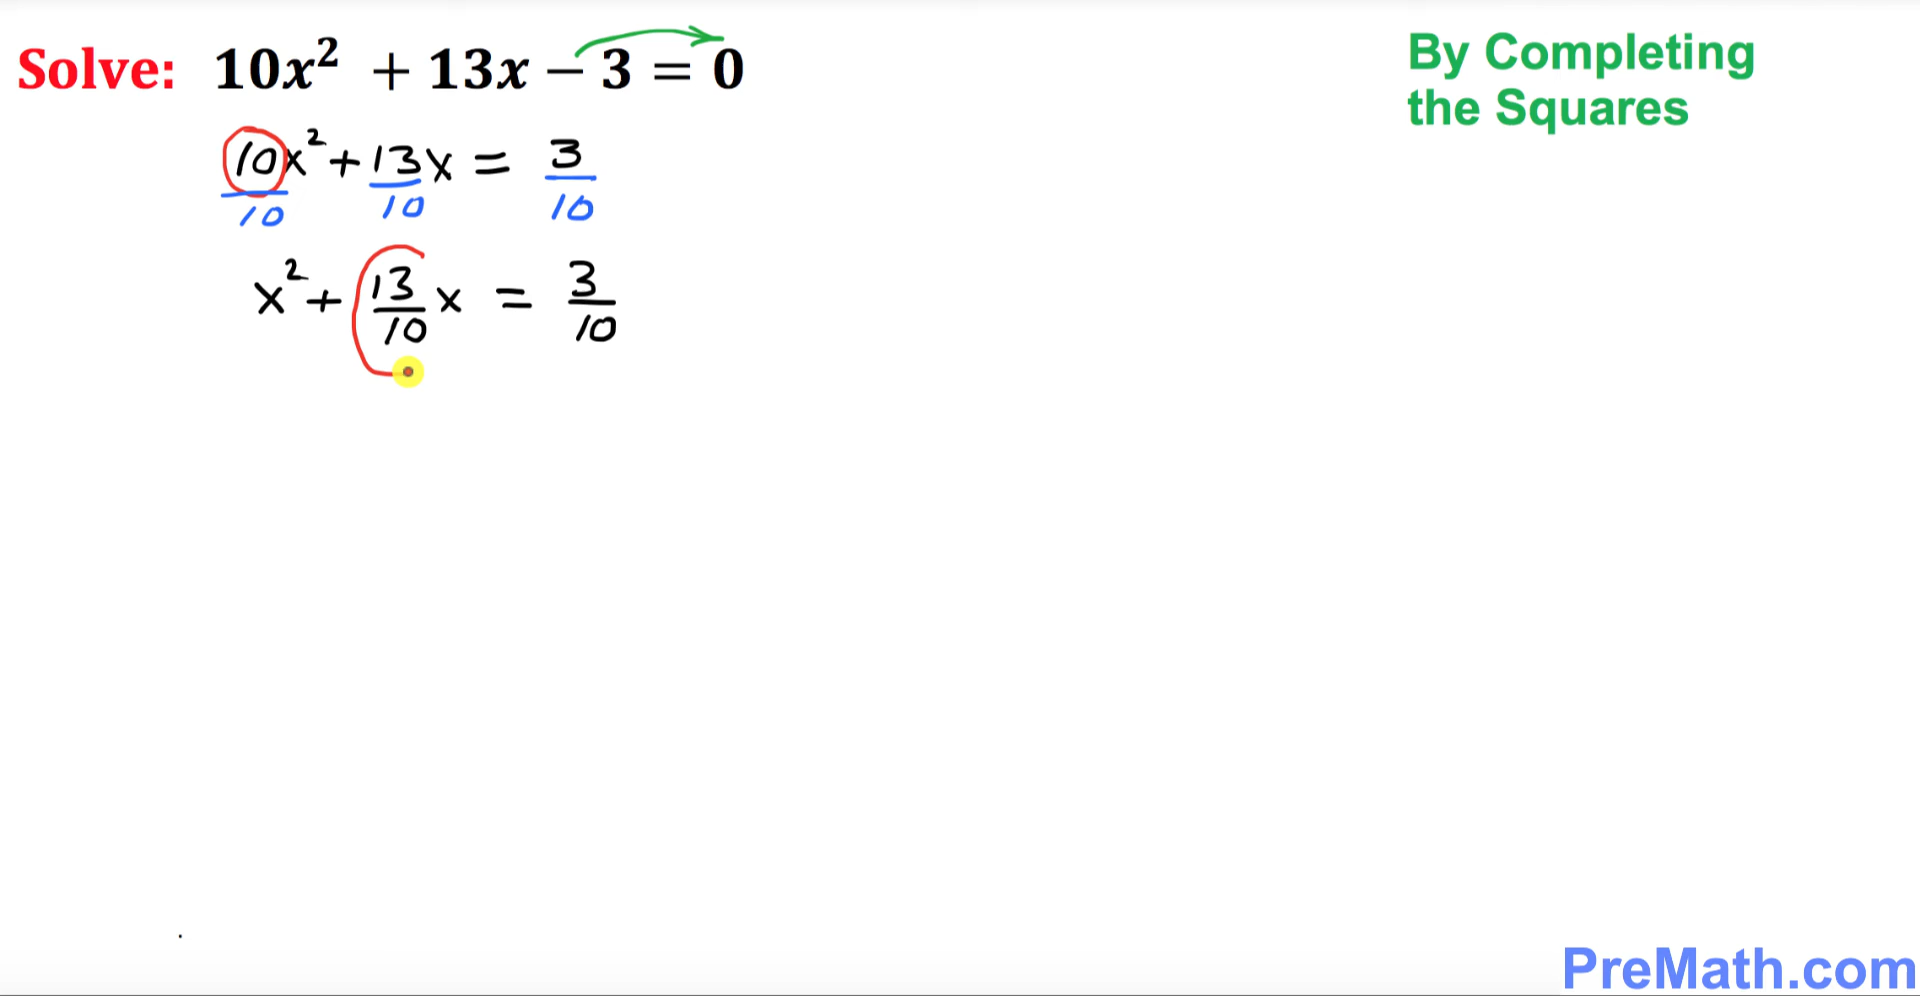 Solve: 10x² + 13x − 3 = 0
By Completing
the Squares
10x² + 13x = 3
10 10 10
x² + 13/10 x = 3/10
PreMath.com